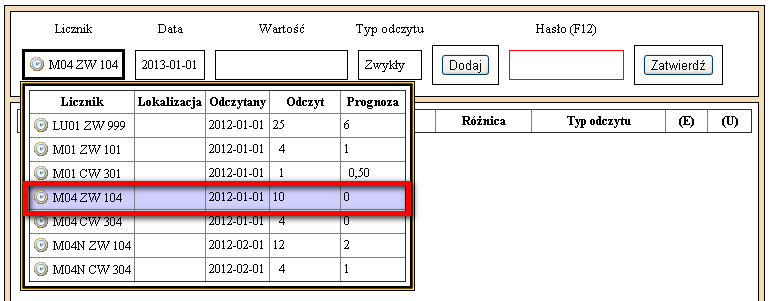 Licznik Data Wartość Typ odczytu Hasło (F12)
M04 ZW 104 2013-01-01 Zwykły Dodaj Zatwierdź
Licznik Lokalizacja Odczytany Odczyt Prognoza
Różnica Typ odczytu (E) (U)
LU01 ZW 999 2012-01-01 25 6
M01 ZW 101 2012-01-01 4 1
M01 CW 301 2012-01-01 1 0,50
M04 ZW 104 2012-01-01 10 0
M04 CW 304 2012-01-01 4 0
M04N ZW 104 2012-02-01 12 2
M04N CW 304 2012-02-01 4 1